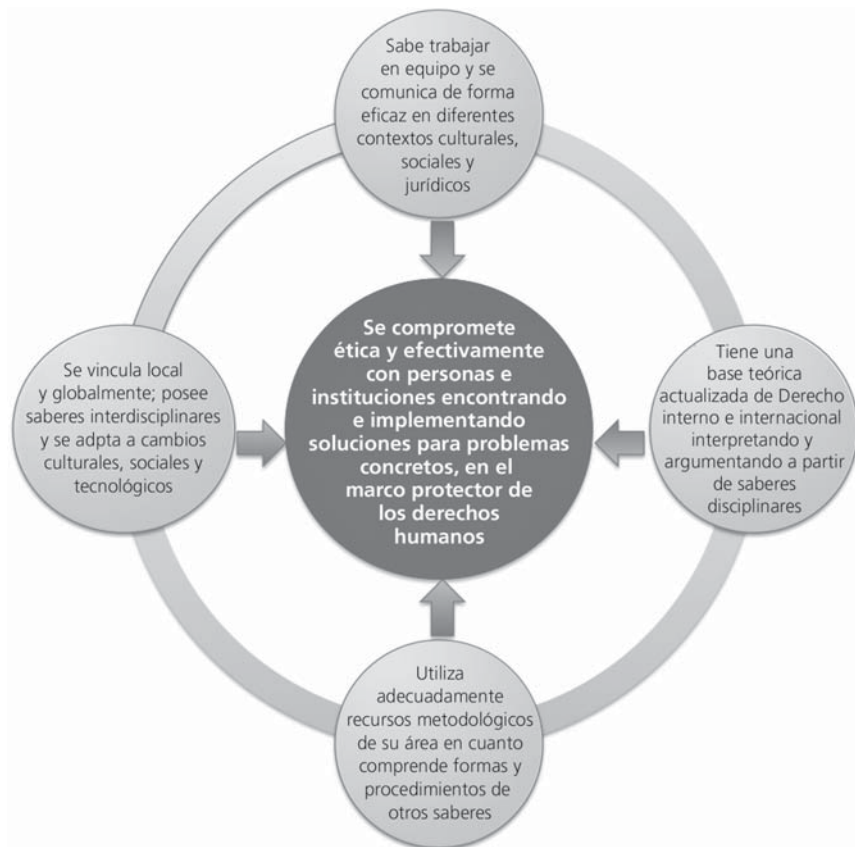 Sabe trabajar
en equipo y se
comunica de forma
eficaz en diferentes
contextos culturales,
sociales y
jurídicos
Se vincula local
y globalmente; posee
saberes interdisciplinares
y se adpta a cambios
culturales, sociales y
tecnológicos
Se compromete
ética y efectivamente
con personas e
instituciones encontrando
e implementando
soluciones para problemas
concretos, en el
marco protector de
los derechos
humanos
Tiene una
base teórica
actualizada de Derecho
interno e internacional
interpretando y
argumentando a partir
de saberes
disciplinares
Utiliza
adecuadamente
recursos metodológicos
de su área en cuanto
comprende formas y
procedimientos de
otros saberes